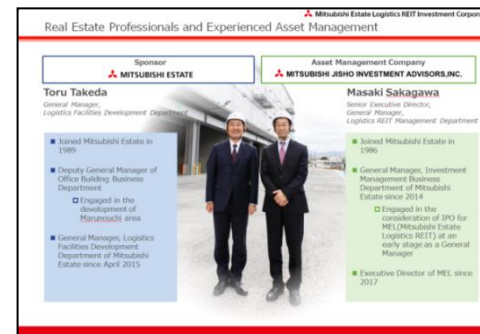 Mitsubishi Estate Logistics REIT Investment Corpora
Real Estate Professionals and Experienced Asset Management
Sponsor
MITSUBISHI ESTATE
Toru Takeda
General Manager,
Logistics Facilities Development Department
Joined Mitsubishi Estate in
1989
Deputy General Manager of
Office Building Business
Department
Engaged in the
development of
Marunouchi area
General Manager, Logistics
Facilities Development
Department of Mitsubishi
Estate since April 2015
Asset Management Company
MITSUBISHI JISHO INVESTMENT ADVISORS,INC.
Masaki Sakagawa
Senior Executive Director,
General Manager,
Logistics REIT Management Department
Joined Mitsubishi Estate in
1986
General Manager, Investment
Management Business
Department of Mitsubishi
Estate since 2014
Engaged in the
consideration of IPO for
MEL(Mitsubishi Estate
Logistics REIT) at an
early stage as a General
Manager
Executive Director of MEL since
2017